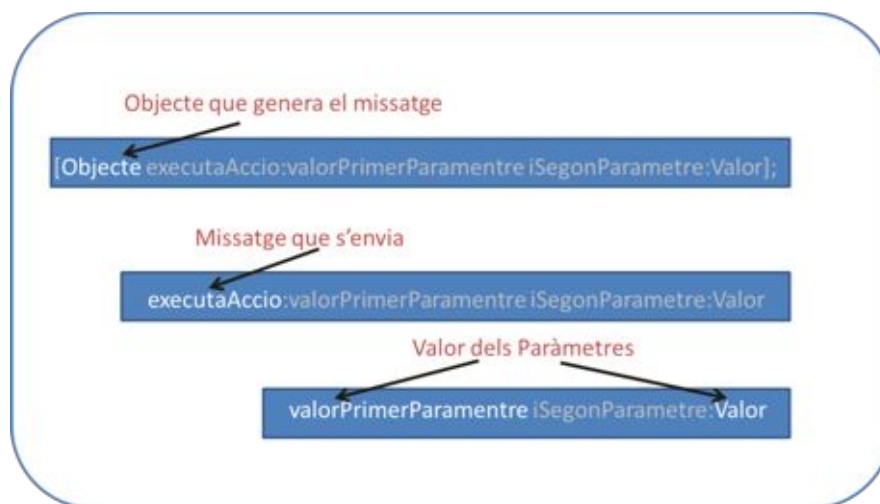 Objecte que genera el missatge
[Objecte executaAccio:valorPrimerParamentre iSegonParametre:Valor];
Missatge que s'envia
executaAccio:valorPrimerParamentre iSegonParametre:Valor
Valor dels Paràmetres
valorPrimerParamentre iSegonParametre:Valor